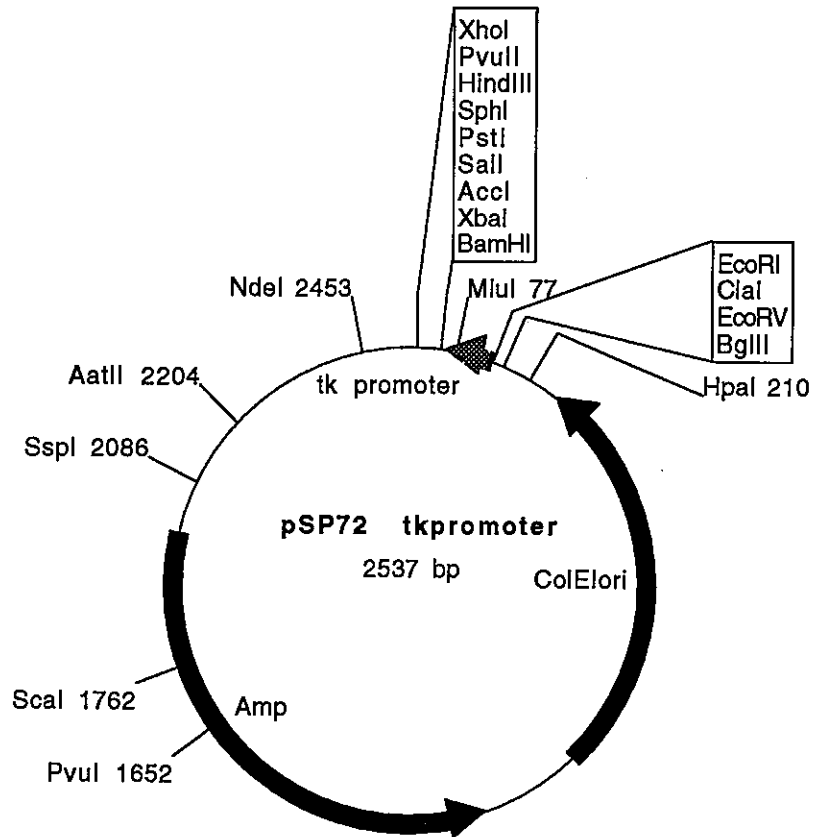 XhoI
PvuII
HindIII
SphI
PstI
SalI
AccI
XbaI
BamHI
EcoRI
ClaI
EcoRV
BglII
NdeI 2453
MluI 77
AatII 2204
tk promoter
HpaI 210
SspI 2086
pSP72 tkpromoter
2537 bp
ColEIori
ScaI 1762
Amp
PvuI 1652